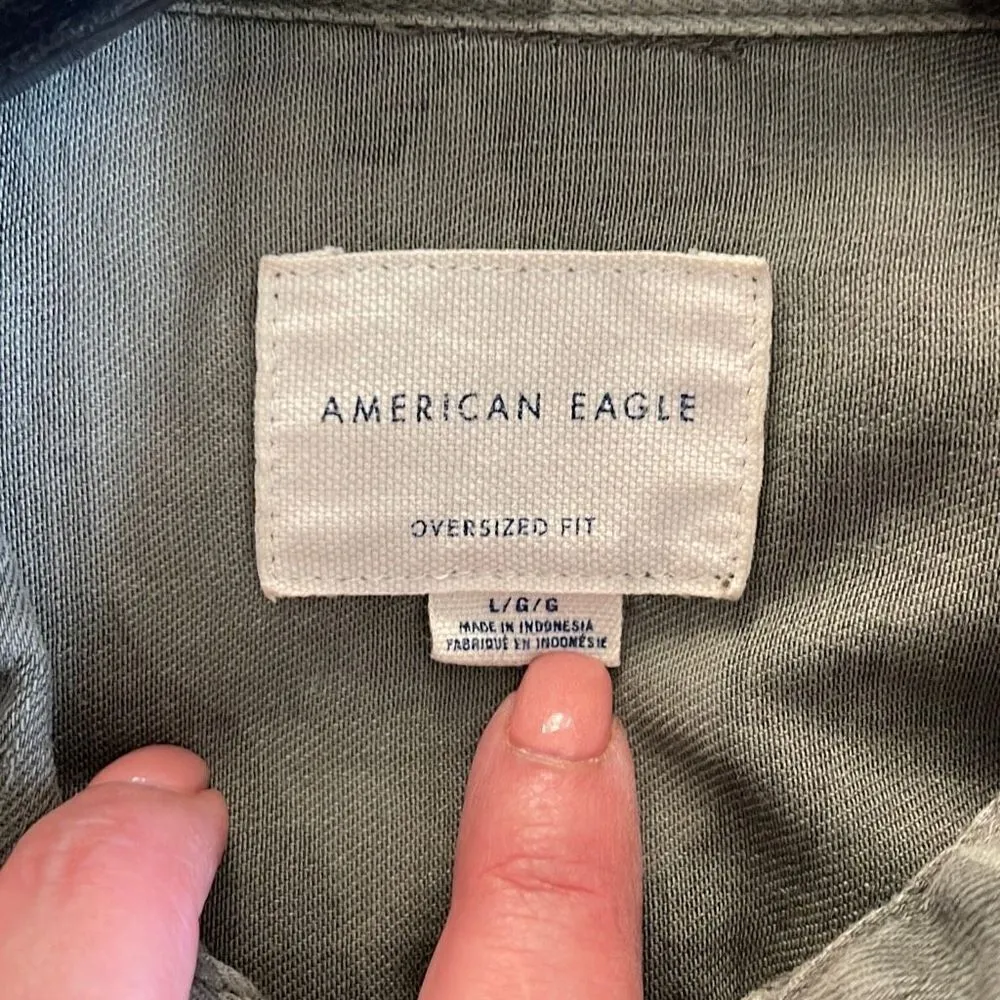 AMERICAN EAGLE
OVERSIZED FIT
L/G/G
MADE IN INDONESIA
FABRIQUÉ EN INDONÉSIE